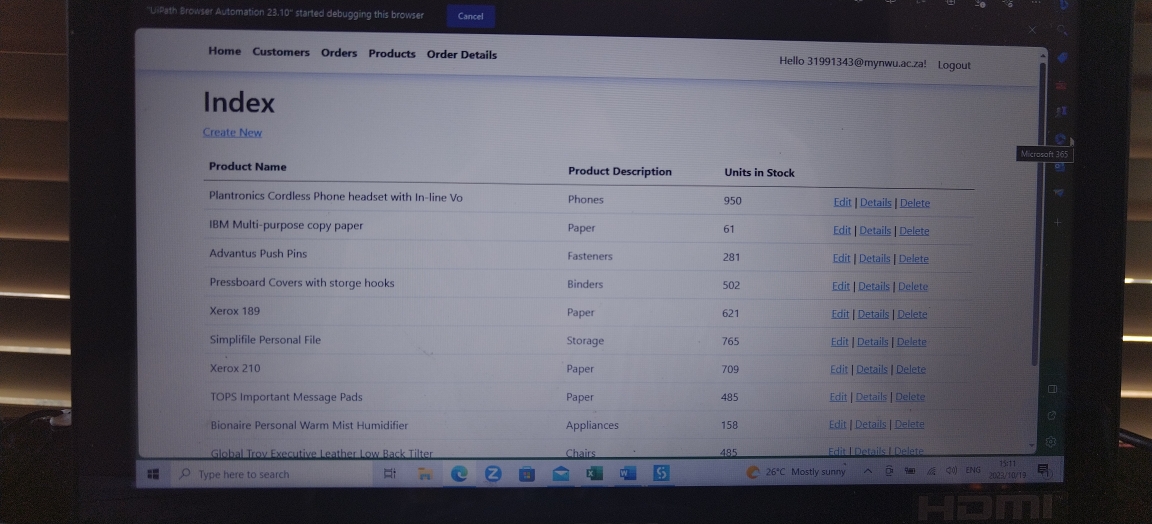 "UiPath Browser Automation 23.10" started debugging this browser Cancel
Home Customers Orders Products Order Details Hello 31991343@mynwu.ac.za! Logout
Index
Create New
Microsoft 365
Product Name Product Description Units in Stock
Plantronics Cordless Phone headset with In-line Vo Phones 950 Edit | Details | Delete
IBM Multi-purpose copy paper Paper 61 Edit | Details | Delete
Advantus Push Pins Fasteners 281 Edit | Details | Delete
Pressboard Covers with storge hooks Binders 502 Edit | Details | Delete
Xerox 189 Paper 621 Edit | Details | Delete
Simplifile Personal File Storage 765 Edit | Details | Delete
Xerox 210 Paper 709 Edit | Details | Delete
TOPS Important Message Pads Paper 485 Edit | Details | Delete
Bionaire Personal Warm Mist Humidifier Appliances 158 Edit | Details | Delete
Global Troy Executive Leather Low Back Tilter Chairs 485 Edit | Details | Delete
Type here to search 26°C Mostly sunny ENG 15:11
2023/10/19
HDMI